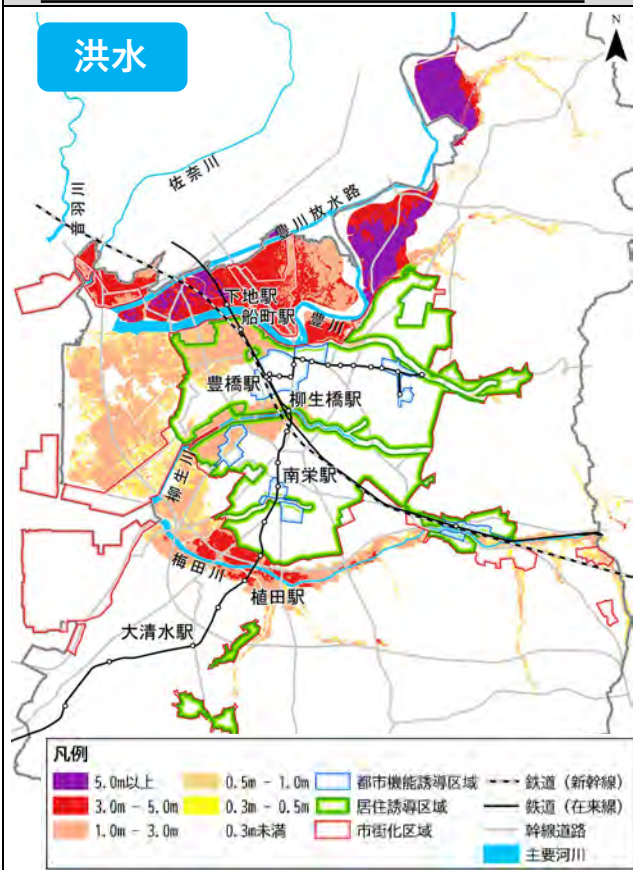 洪水
N
音羽川
佐奈川
豊川放水路
下地駅
船町駅
豊川
豊橋駅
柳生橋駅
南栄駅
柳生川
梅田川
植田駅
大清水駅
凡例
5.0m以上
0.5m - 1.0m
都市機能誘導区域
鉄道（新幹線）
3.0m - 5.0m
0.3m - 0.5m
居住誘導区域
鉄道（在来線）
1.0m - 3.0m
0.3m未満
市街化区域
幹線道路
主要河川